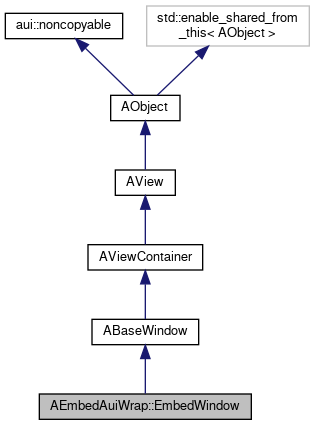 aui::noncopyable
std::enable_shared_from
_this< AObject >
AObject
AView
AViewContainer
ABaseWindow
AEmbedAuiWrap::EmbedWindow